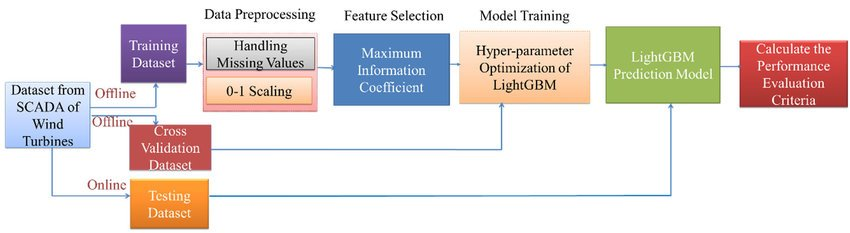 Data Preprocessing
Feature Selection
Model Training
Training
Dataset
Handling
Missing Values
0-1 Scaling
Maximum
Information
Coefficient
Hyper-parameter
Optimization of
LightGBM
LightGBM
Prediction Model
Calculate the
Performance
Evaluation
Criteria
Dataset from
SCADA of
Wind
Turbines
Offline
Offline
Cross
Validation
Dataset
Online
Testing
Dataset